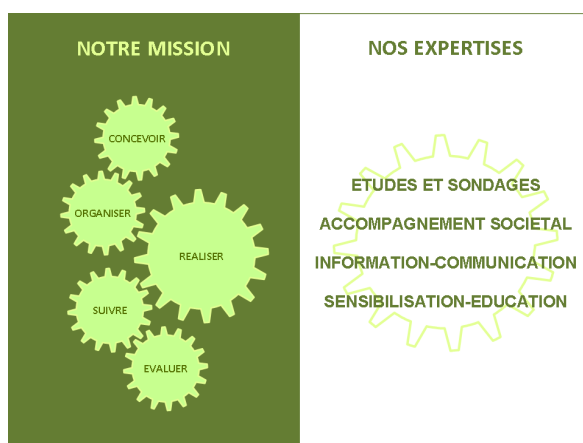 NOTRE MISSION
CONCEVOIR
ORGANISER
REALISER
SUIVRE
EVALUER
NOS EXPERTISES
ETUDES ET SONDAGES
ACCOMPAGNEMENT SOCIETAL
INFORMATION-COMMUNICATION
SENSIBILISATION-EDUCATION